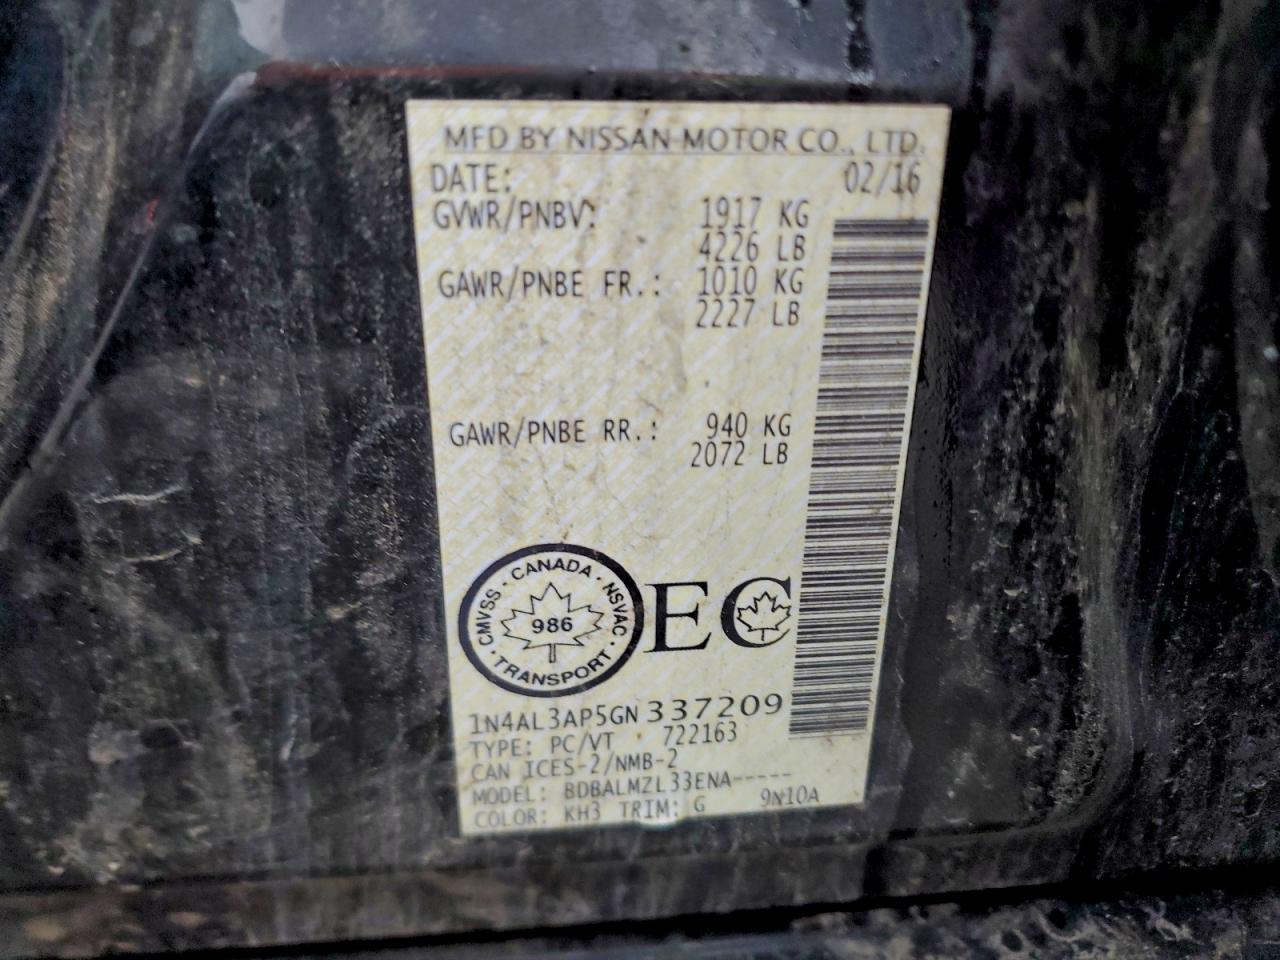 MFD BY NISSAN MOTOR CO., LTD.
DATE: 02/16
GVWR/PNBV: 1917 KG
4226 LB
GAWR/PNBE FR.: 1010 KG
2227 LB
GAWR/PNBE RR.: 940 KG
2072 LB
CMVSS · CANADA · NSVAC · TRANSPORT ·
986
EC
1N4AL3AP5GN337209
TYPE: PC/VT 722163
CAN ICES-2/NMB-2
MODEL: BDBALMZL33ENA-----
COLOR: KH3 TRIM: G 9N10A